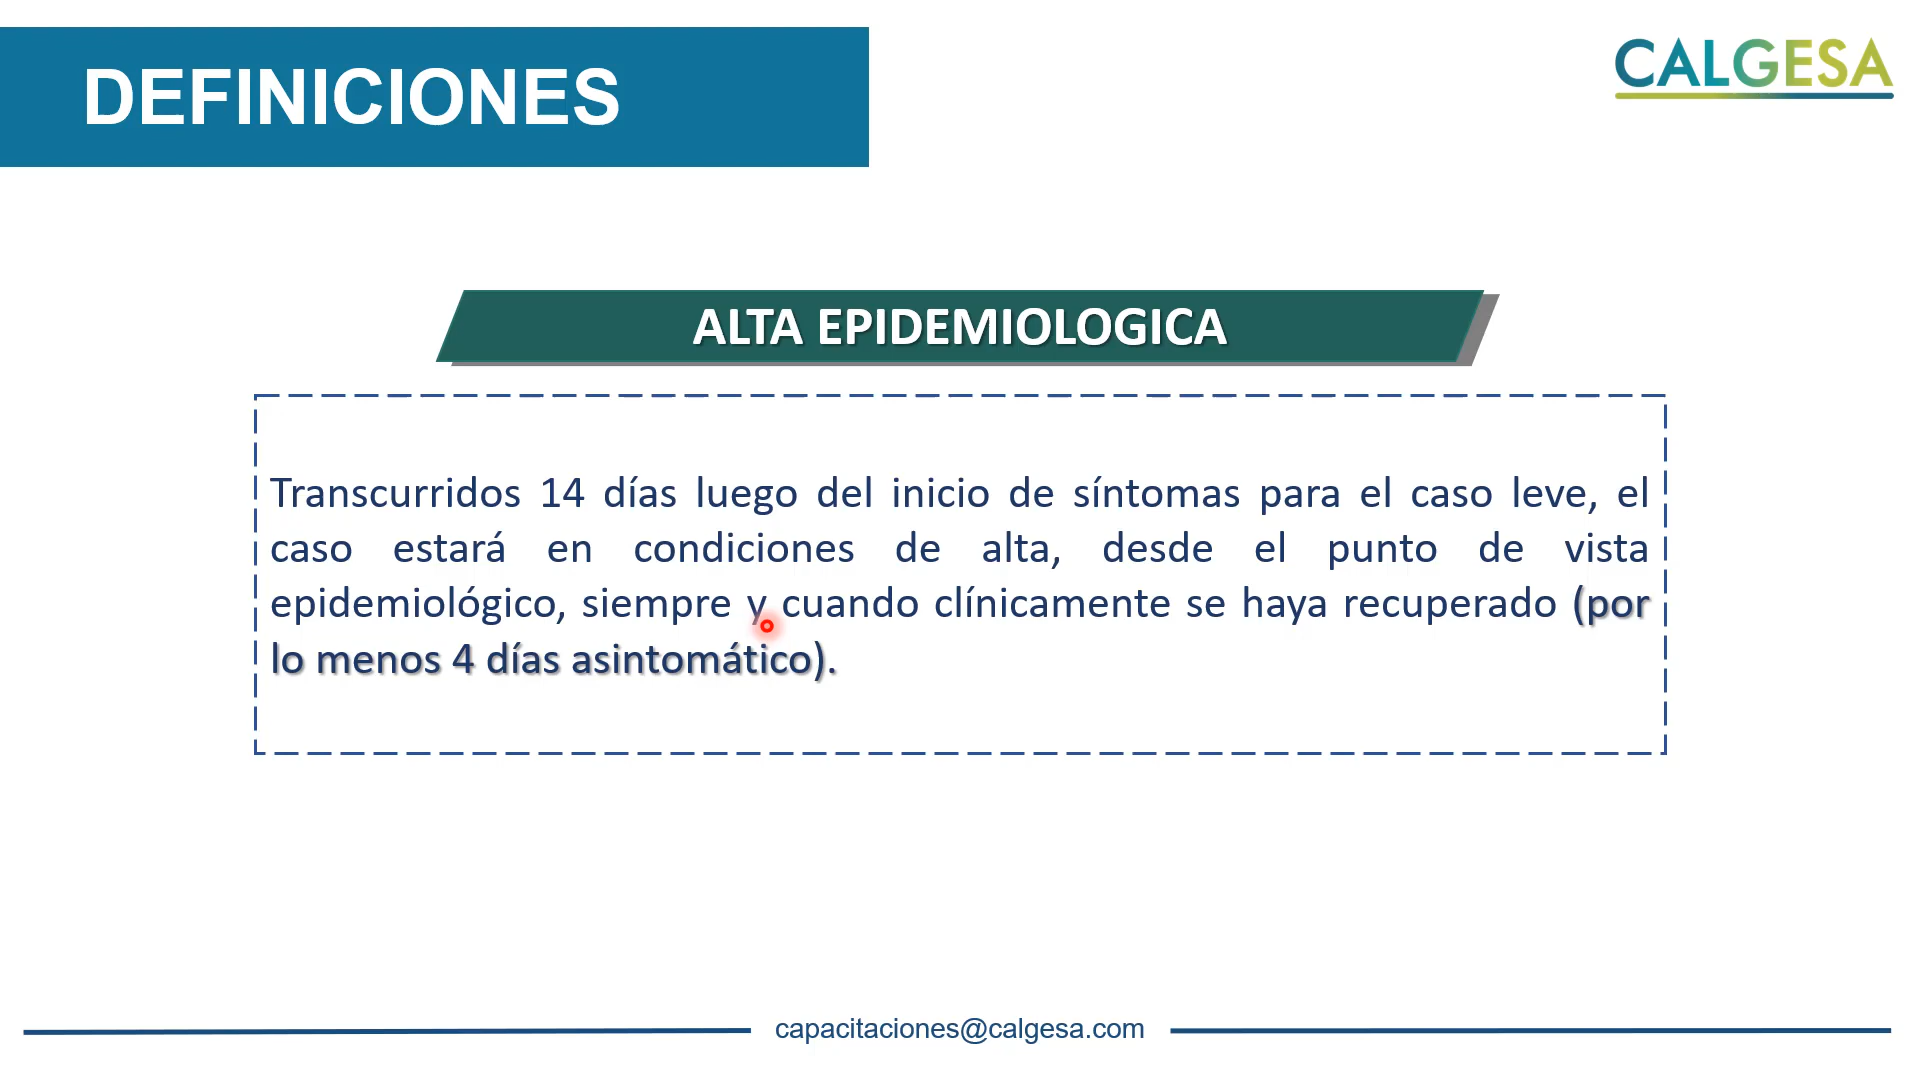 DEFINICIONES
CALGESA
ALTA EPIDEMIOLOGICA
Transcurridos 14 días luego del inicio de síntomas para el caso leve, el
caso estará en condiciones de alta, desde el punto de vista
epidemiológico, siempre y cuando clínicamente se haya recuperado (por
lo menos 4 días asintomático).
capacitaciones@calgesa.com